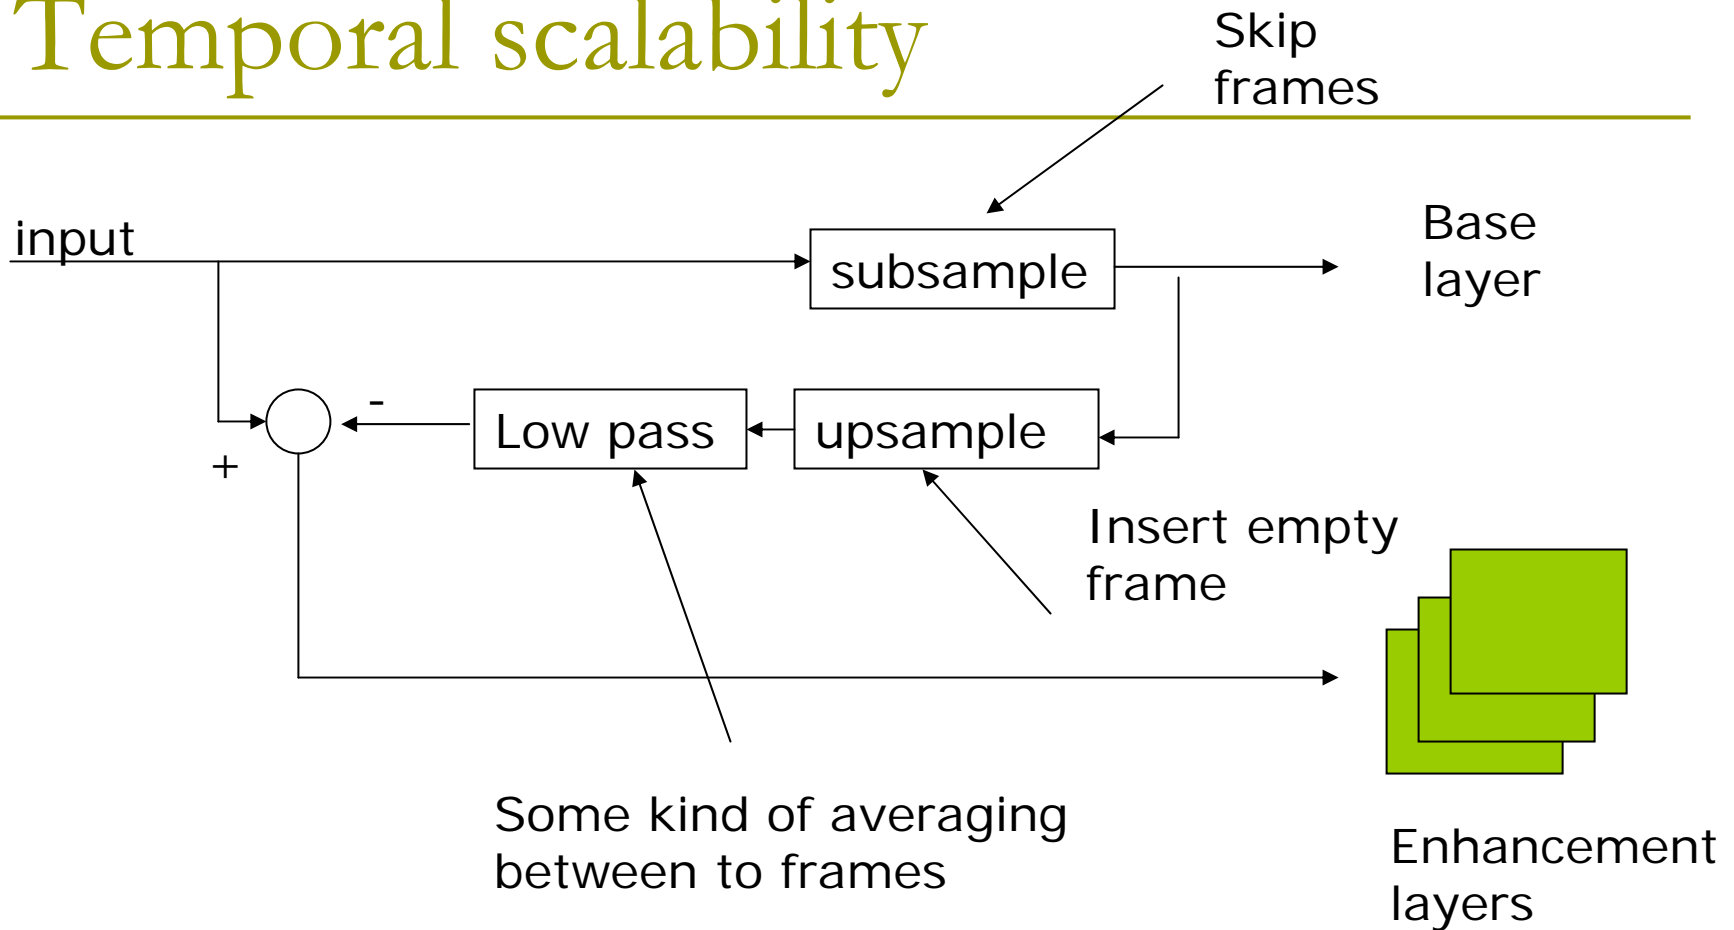 Temporal scalability
Skip
frames
input
subsample
Base
layer
-
+
Low pass
upsample
Insert empty
frame
Some kind of averaging
between to frames
Enhancement
layers